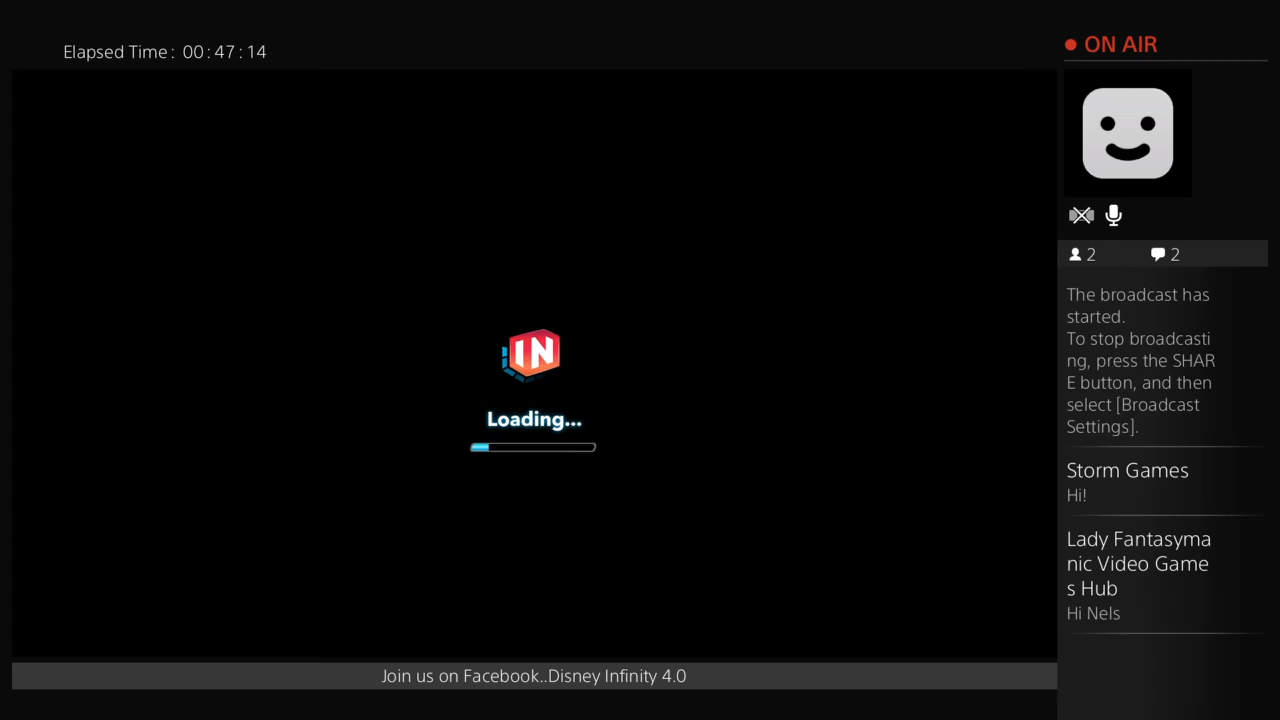 Elapsed Time: 00:47:14
ON AIR
IN
Loading...
2
2
The broadcast has
started.
To stop broadcasti
ng, press the SHAR
E button, and then
select [Broadcast
Settings].
Storm Games
Hi!
Lady Fantasyma
nic Video Game
s Hub
Hi Nels
Join us on Facebook..Disney Infinity 4.0